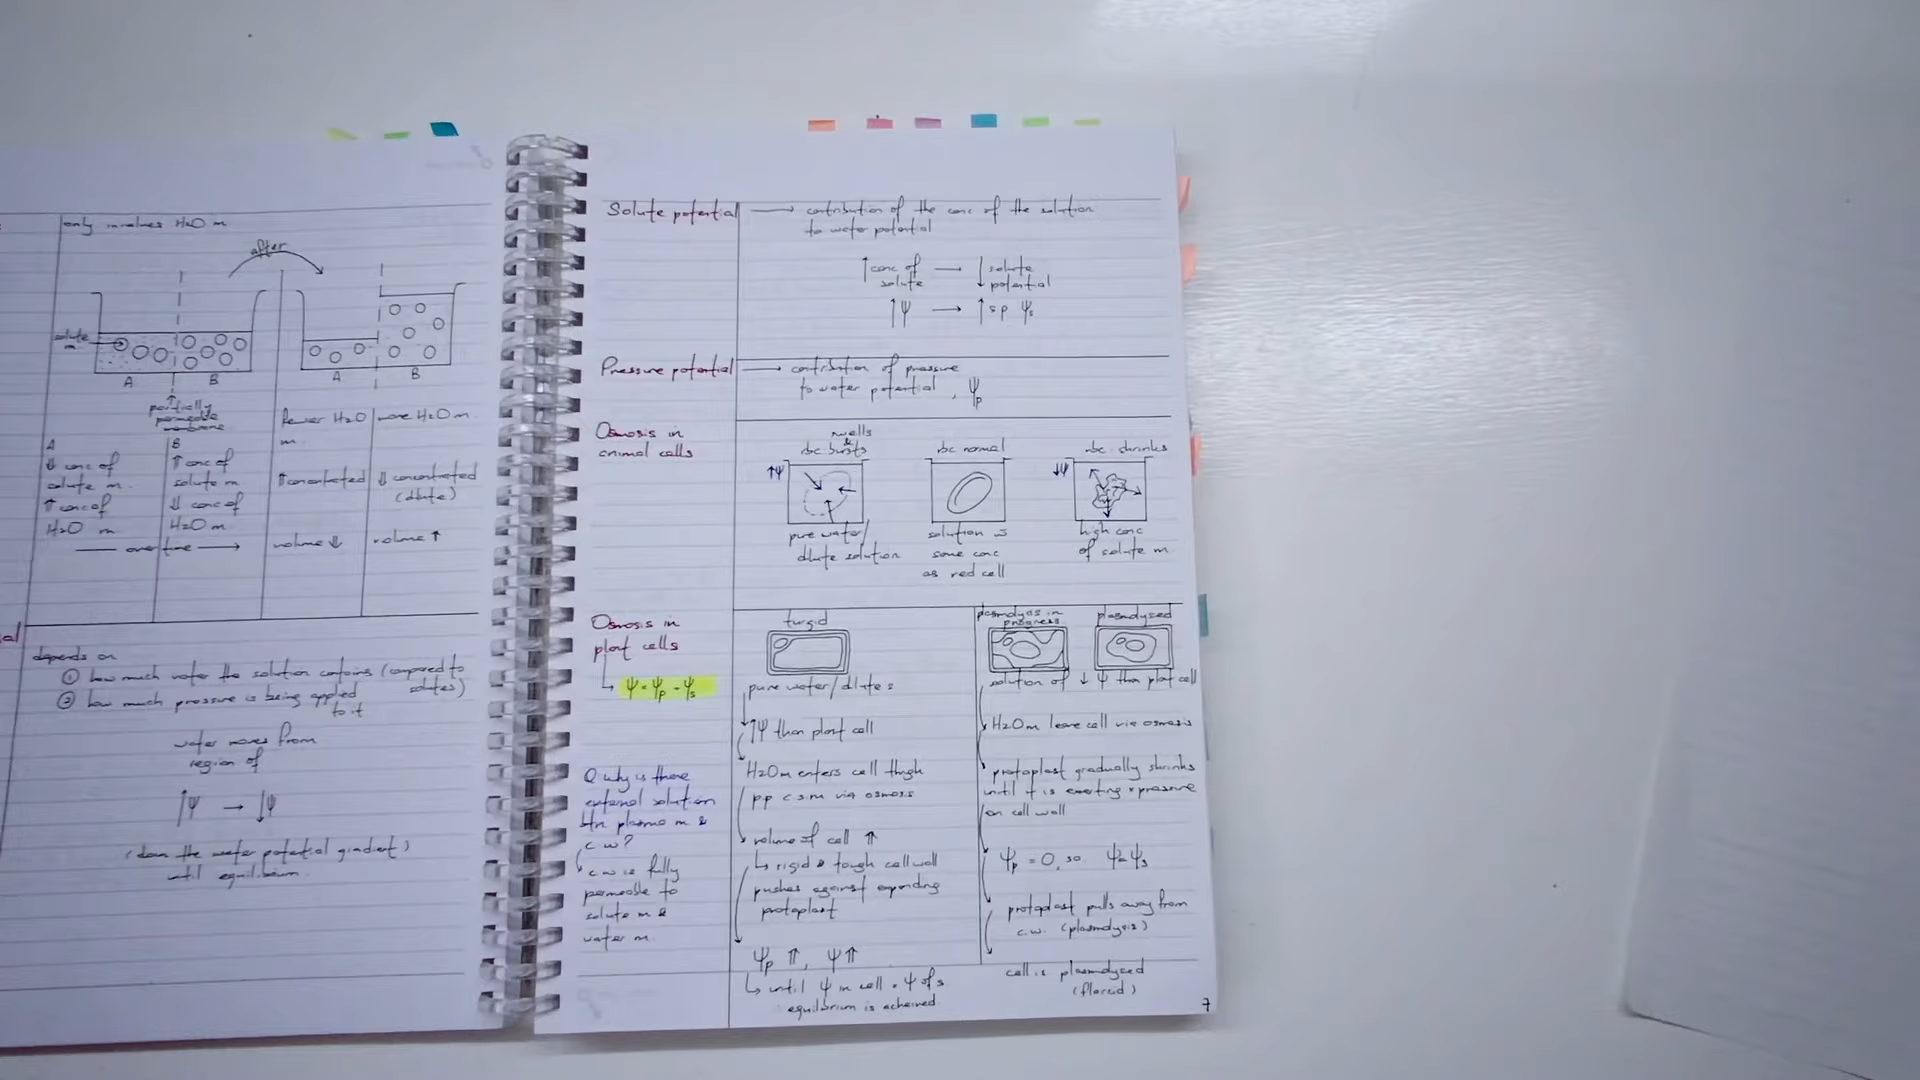 only involves H2O m
after
solute
m
A
B
A
B
partially
permeable
membrane
fewer H2O
m.
more H2O m.
A
⇓ conc of
solute m.
⇑ conc of
H2O m
B
↑ conc of
solute m
⇓ conc of
H2O m
over time
⇑ concentrated
⇓ concentrated
(dilute)
volume ⇓
volume ↑
al
depends on
① how much water the solution contains (compared to
solutes)
② how much pressure is being applied
to it
water moves from
region of
↑Ψ → ↓Ψ
(down the water potential gradient)
until equilibrium
Solute potential
→ contribution of the conc of the solution
to water potential
↑ conc of
solute
→ ↓ solute
potential
↑Ψ → ↑ sp Ψs
Pressure potential
→ contribution of pressure
to water potential, Ψp
Osmosis in
animal cells
swells
&
rbc bursts
rbc normal
rbc shrinks
↑Ψ
↓Ψ
pure water/
dilute solution
solution is
same conc
as red cell
high conc
of solute m.
Osmosis in
plant cells
Ψ = Ψp - Ψs
Q why is there
external solution
btn plasma m &
c w?
c w is fully
permeable to
solute m &
water m
turgid
pure water/dilute s
↑Ψ than plant cell
H2O m enters cell thrgh
pp c.s.m via osmosis
volume of cell ⇑
↳ rigid & tough cell wall
pushes against expanding
protoplast
Ψp ⇑, Ψ ⇑
↳ until Ψ in cell = Ψ of s
equilibrium is acheived
plasmolysis in
progress
plasmolysed
solution of ↓ Ψ than plant cell
H2O m leave cell via osmosis
protoplast gradually shrinks
until it is exerting × pressure
on cell wall
Ψp = 0, so Ψ = Ψs
protoplast pulls away from
c.w. (plasmolysis)
cell is plasmolysed
(flaccid)
7